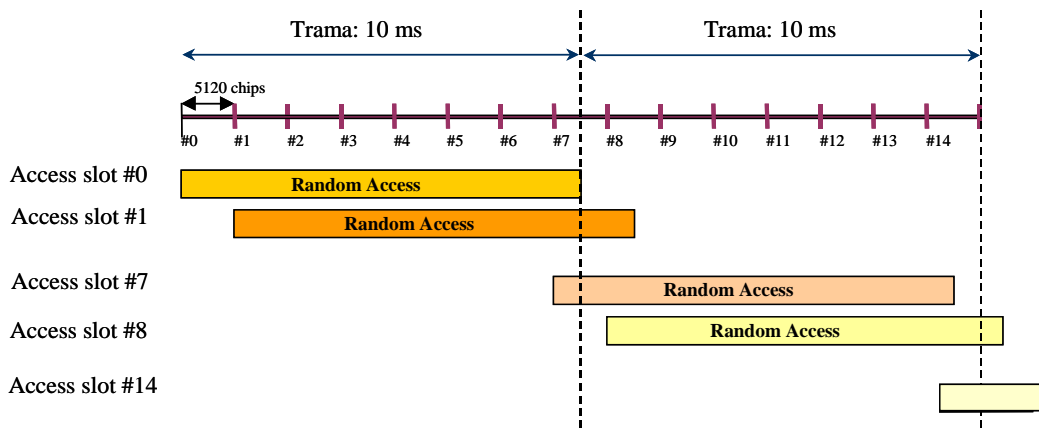 Trama: 10 ms Trama: 10 ms
5120 chips
#0 #1 #2 #3 #4 #5 #6 #7 #8 #9 #10 #11 #12 #13 #14
Access slot #0 Random Access
Access slot #1 Random Access
Access slot #7 Random Access
Access slot #8 Random Access
Access slot #14